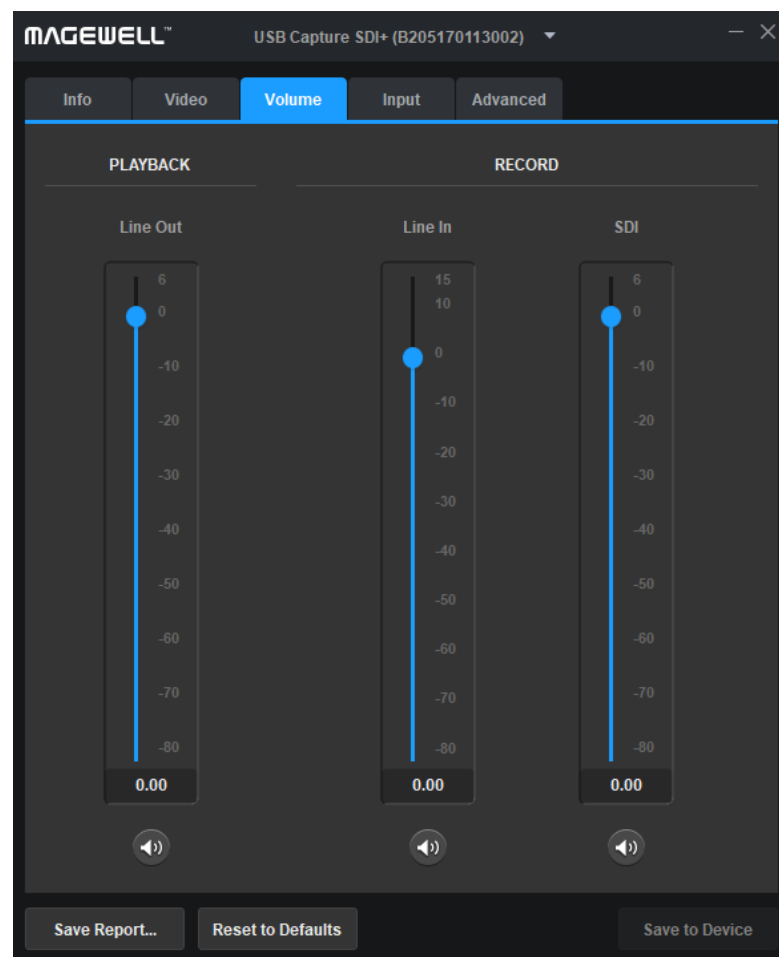 MAGEWELL™ USB Capture SDI+ (B205170113002)
Info Video Volume Input Advanced
PLAYBACK RECORD
Line Out Line In SDI
6 15 6
10
0 0 0
-10 -10 -10
-20 -20 -20
-30 -30 -30
-40 -40 -40
-50 -50 -50
-60 -60 -60
-70 -70 -70
-80 -80 -80
0.00 0.00 0.00
Save Report... Reset to Defaults Save to Device